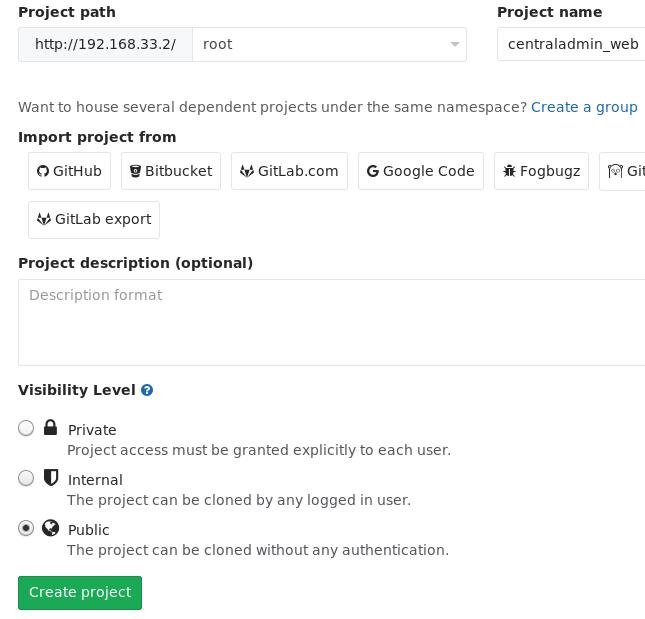 Project path Project name
http://192.168.33.2/ root centraladmin_web
Want to house several dependent projects under the same namespace? Create a group
Import project from
GitHub Bitbucket GitLab.com Google Code Fogbugz Git
GitLab export
Project description (optional)
Description format
Visibility Level ?
Private
Project access must be granted explicitly to each user.
Internal
The project can be cloned by any logged in user.
Public
The project can be cloned without any authentication.
Create project